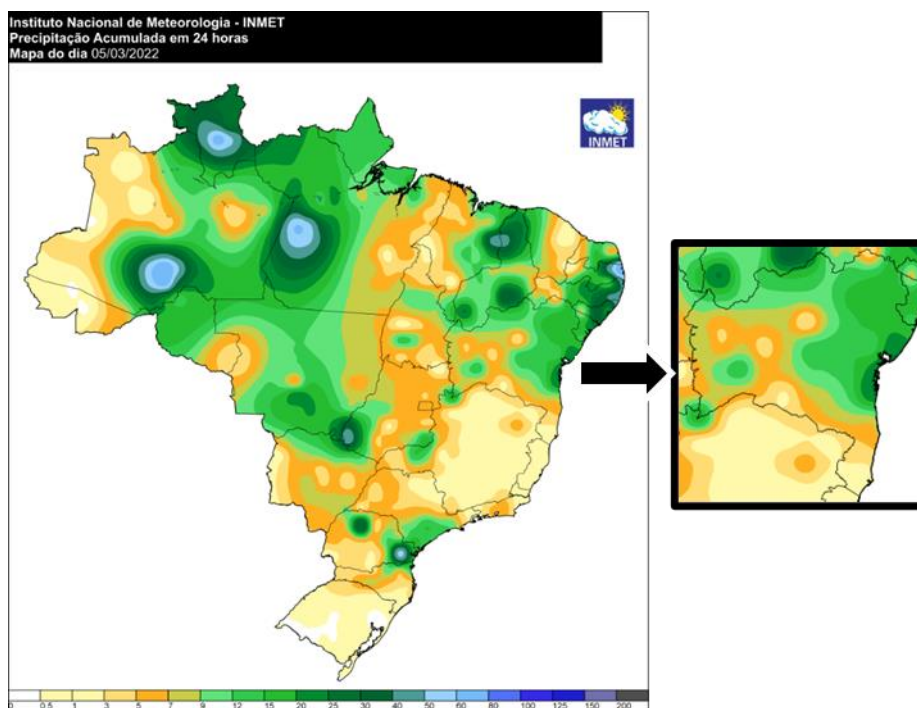 Instituto Nacional de Meteorologia - INMET
Precipitação Acumulada em 24 horas
Mapa do dia 05/03/2022
INMET
0 0.5 1 3 5 7 9 12 15 20 25 30 40 50 60 80 100 125 150 200